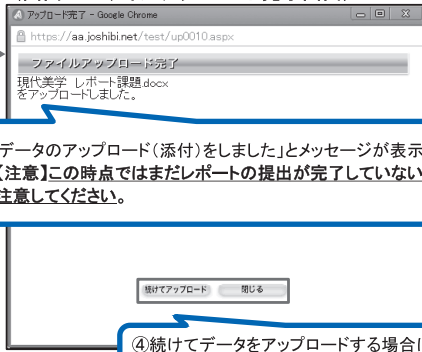 アップロード完了 - Google Chrome
https://aa.joshibi.net/test/up0010.aspx
ファイルアップロード完了
現代美学 レポート課題.docx
をアップロードしました。
データのアップロード(添付)をしました」とメッセージが表示
【注意】この時点ではまだレポートの提出が完了していない
注意してください。
続けてアップロード 閉じる
④続けてデータをアップロードする場合